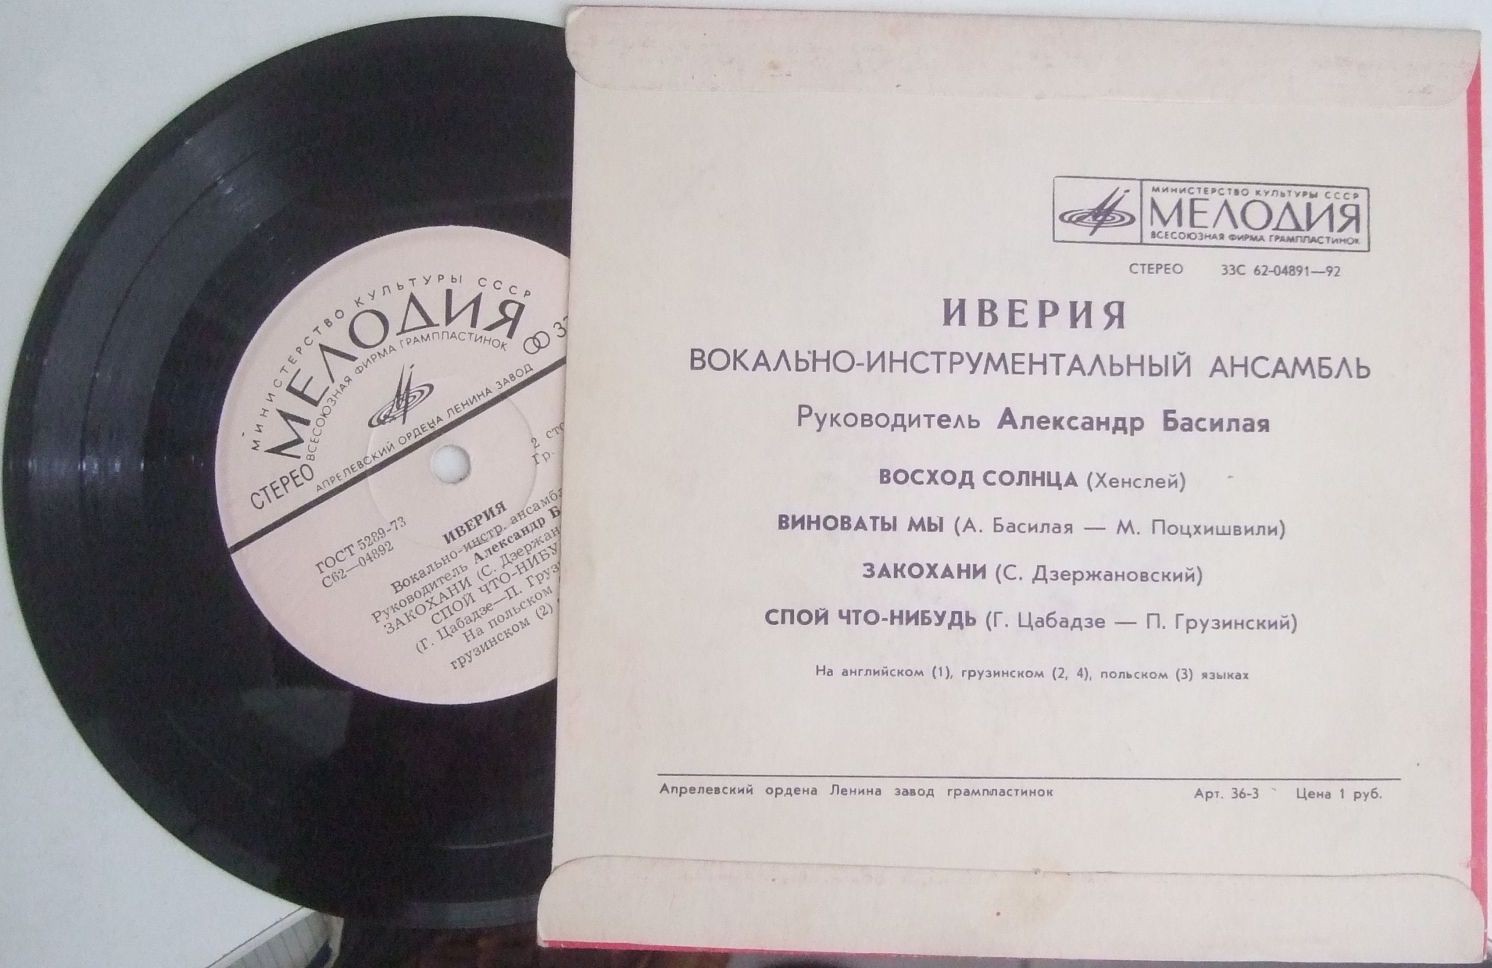 МИНИСТЕРСТВО КУЛЬТУРЫ СССР
МЕЛОДИЯ
ВСЕСОЮЗНАЯ ФИРМА ГРАМПЛАСТИНОК
СТЕРЕО
АПРЕЛЕВСКИЙ ОРДЕНА ЛЕНИНА ЗАВОД
ГОСТ 5289-73
С62—04892
2
ИВЕРИЯ
Вокально-инстр. ансамбль
Руководитель Александр
ЗАКОХАНИ (С.
СПОЙ ЧТО-НИБУ
(Г. Цабадзе—П. Груз
На польском
грузинском (2)
МИНИСТЕРСТВО КУЛЬТУРЫ СССР
МЕЛОДИЯ
ВСЕСОЮЗНАЯ ФИРМА ГРАМПЛАСТИНОК
СТЕРЕО 33С 62-04891—92
ИВЕРИЯ
ВОКАЛЬНО-ИНСТРУМЕНТАЛЬНЫЙ АНСАМБЛЬ
Руководитель Александр Басилая
ВОСХОД СОЛНЦА (Хенслей)
ВИНОВАТЫ МЫ (А. Басилая — М. Поцхишвили)
ЗАКОХАНИ (С. Дзержановский)
СПОЙ ЧТО-НИБУДЬ (Г. Цабадзе — П. Грузинский)
На английском (1), грузинском (2, 4), польском (3) языках
Апрелевский ордена Ленина завод грампластинок Арт. 36-3 Цена 1 руб.